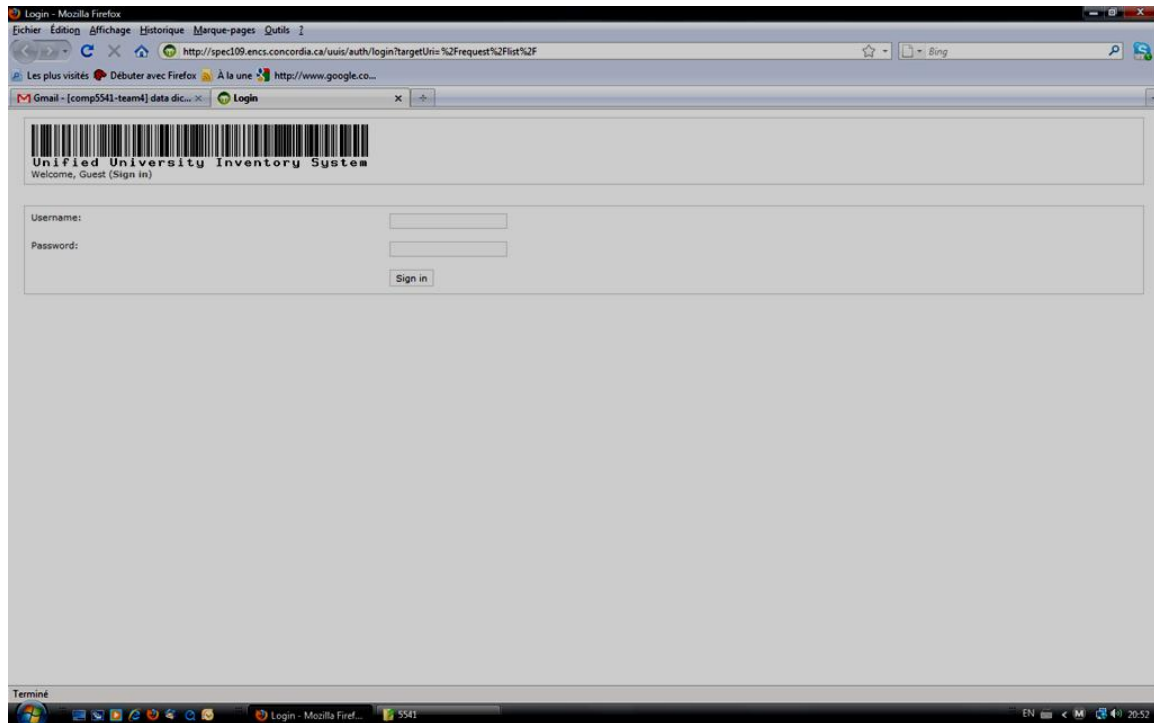 Login - Mozilla Firefox
Fichier Édition Affichage Historique Marque-pages Outils ?
http://spec109.encs.concordia.ca/uuis/auth/login?targetUri=%2Frequest%2Flist%2F
Bing
Les plus visités Débuter avec Firefox À la une http://www.google.co...
Gmail - [comp5541-team4] data dic... Login
Unified University Inventory System
Welcome, Guest (Sign in)
Username:
Password:
Sign in
Terminé
Login - Mozilla Firef... 5541 EN M 20:52